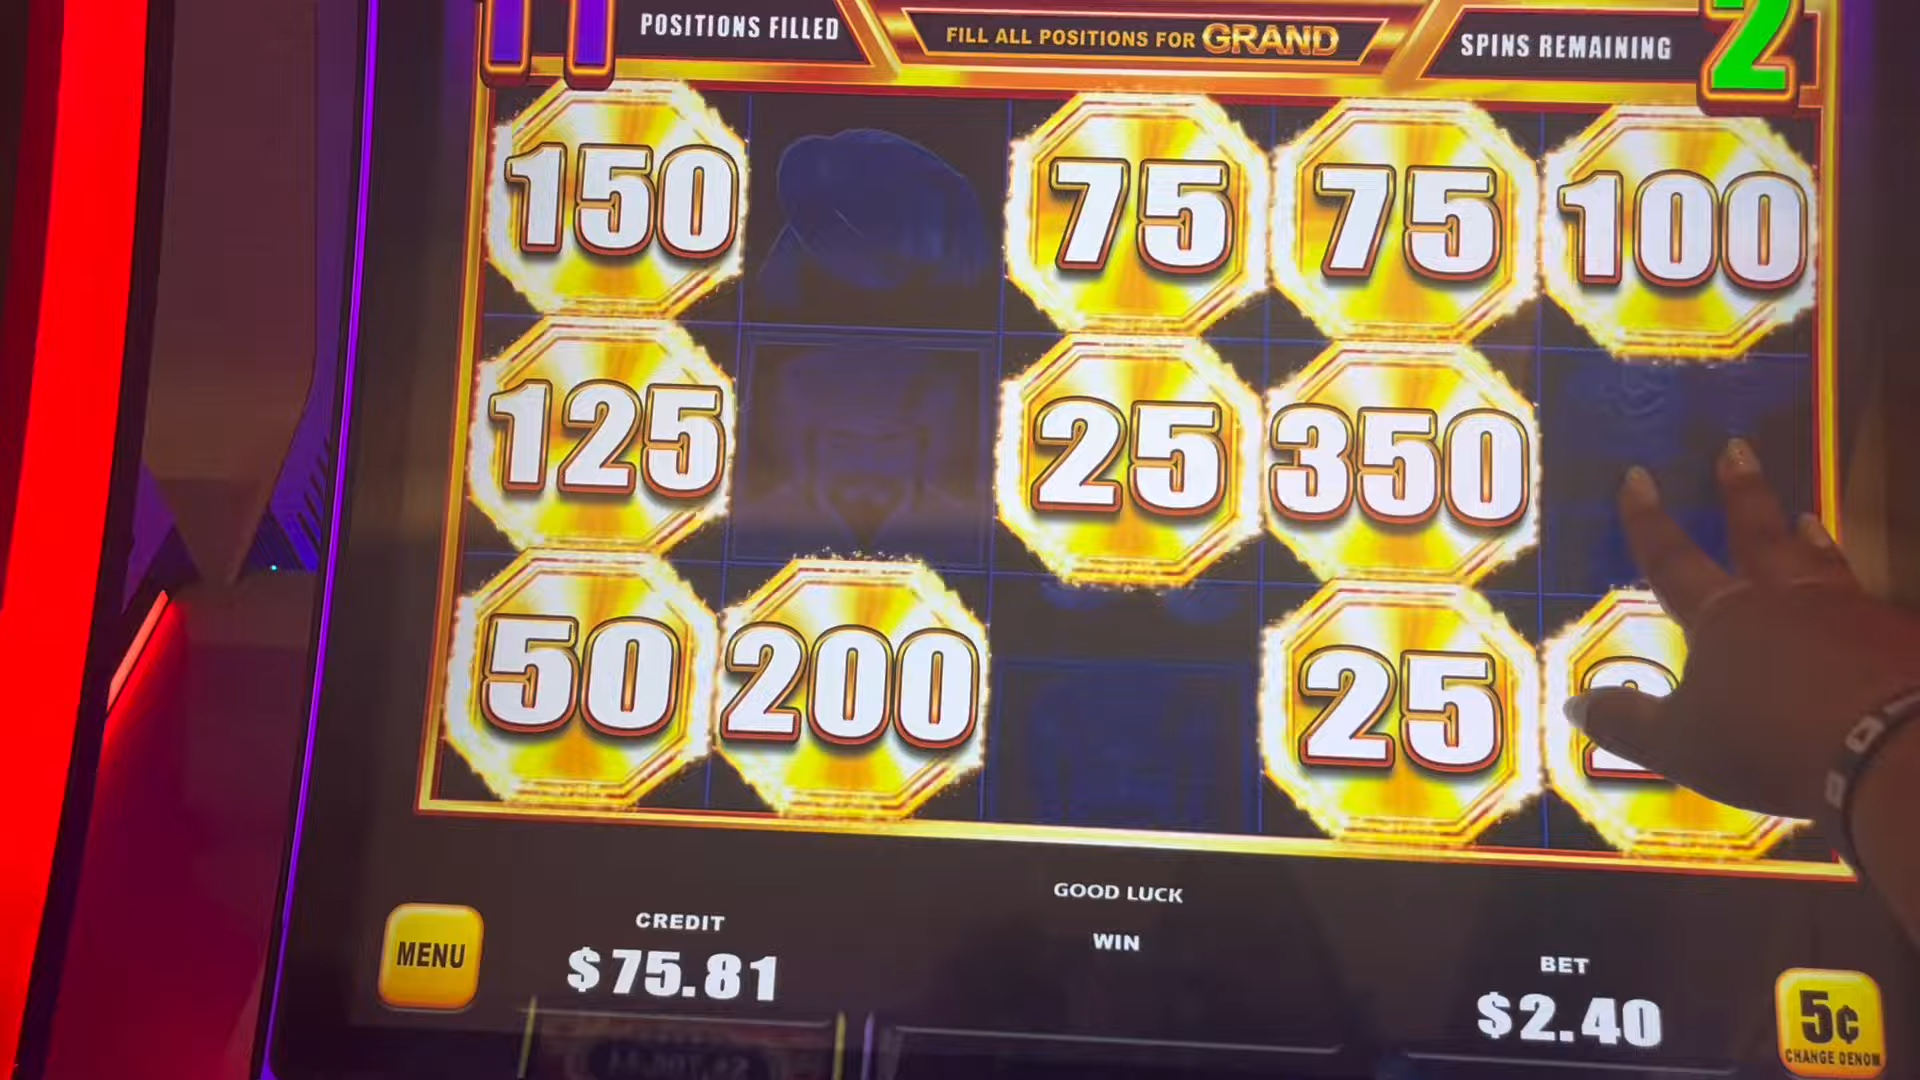 11 POSITIONS FILLED
FILL ALL POSITIONS FOR GRAND
SPINS REMAINING 2
150 75 75 100
125 25 350
50 200 25
MENU
CREDIT
$75.81
GOOD LUCK
WIN
BET
$2.40
5¢
CHANGE DENOM